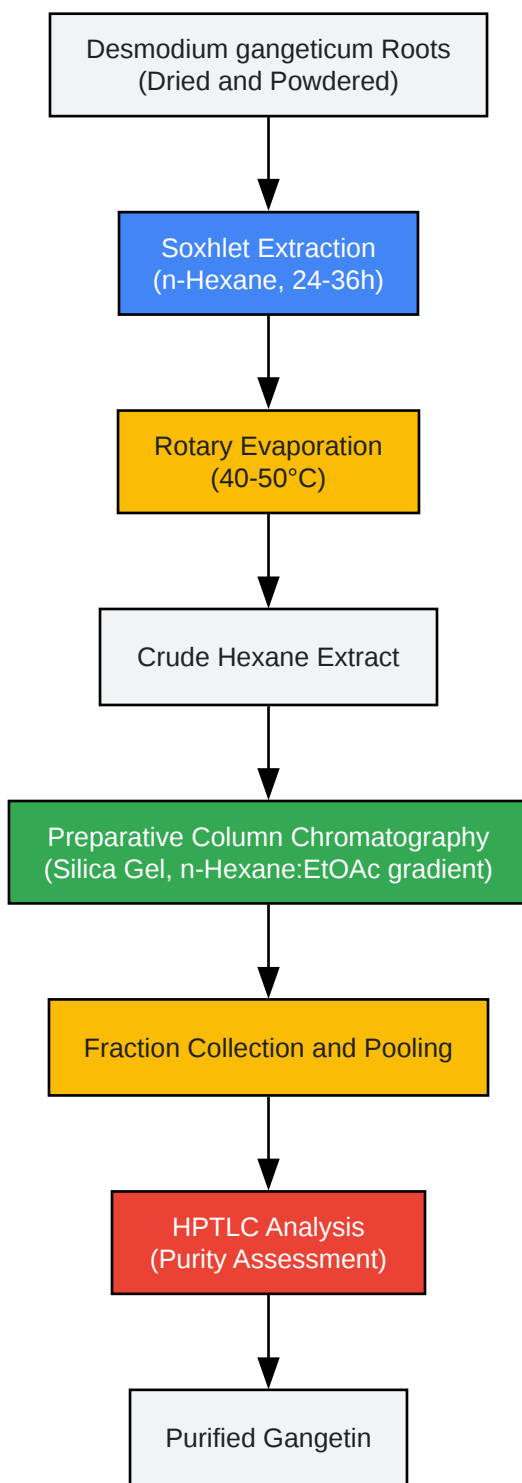 Desmodium gangeticum Roots
(Dried and Powdered)
Soxhlet Extraction
(n-Hexane, 24-36h)
Rotary Evaporation
(40-50°C)
Crude Hexane Extract
Preparative Column Chromatography
(Silica Gel, n-Hexane:EtOAc gradient)
Fraction Collection and Pooling
HPTLC Analysis
(Purity Assessment)
Purified Gangetin